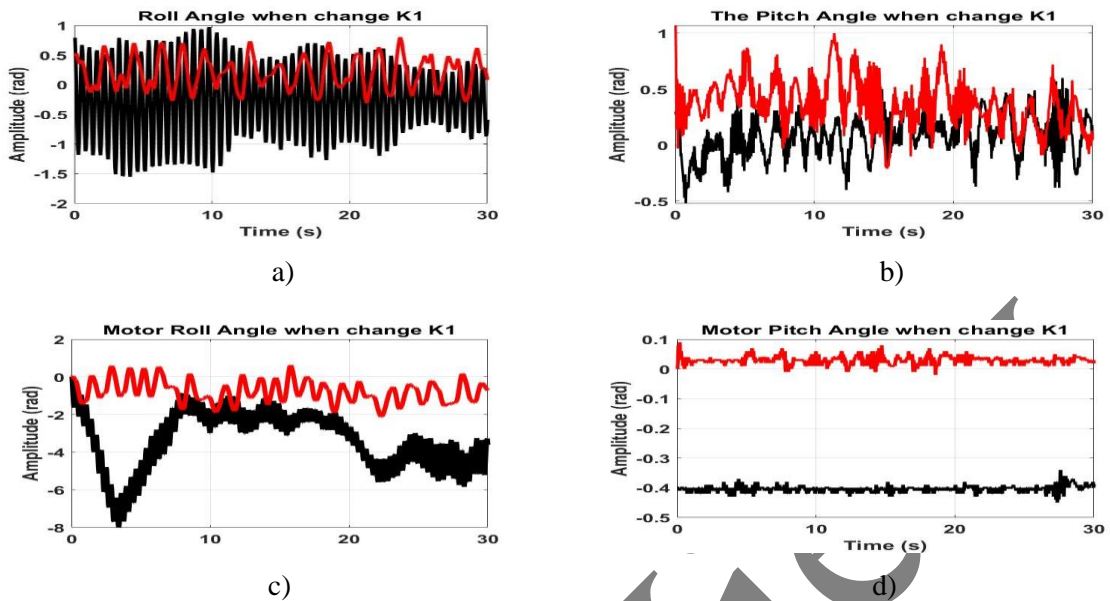 Roll Angle when change K1
Amplitude (rad)
1
0.5
0
-0.5
-1
-1.5
-2
0 10 20 30
Time (s)
a)
The Pitch Angle when change K1
Amplitude (rad)
1
0.5
0
-0.5
0 10 20 30
Time (s)
b)
Motor Roll Angle when change K1
Amplitude (rad)
2
0
-2
-4
-6
-8
0 10 20 30
Time (s)
c)
Motor Pitch Angle when change K1
Amplitude (rad)
0.1
0
-0.1
-0.2
-0.3
-0.4
-0.5
0 10 20 30
Time (s)
d)